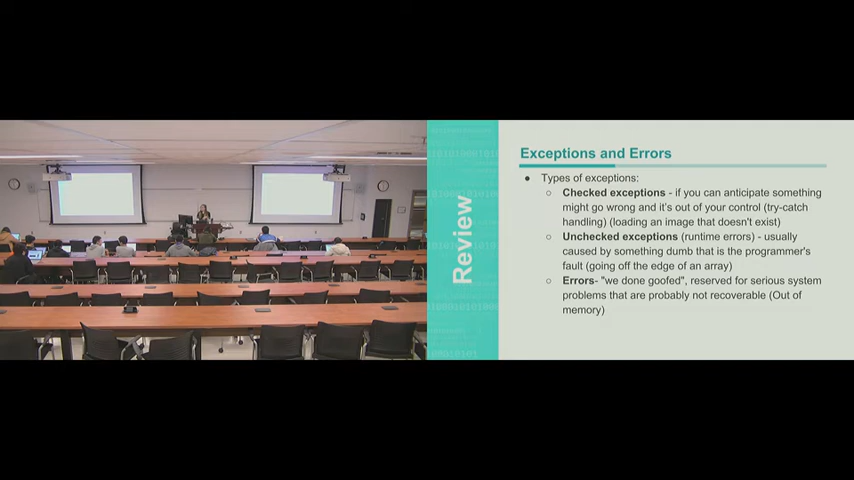 Review
Exceptions and Errors
● Types of exceptions:
○ Checked exceptions - if you can anticipate something
might go wrong and it's out of your control (try-catch
handling) (loading an image that doesn't exist)
○ Unchecked exceptions (runtime errors) - usually
caused by something dumb that is the programmer's
fault (going off the edge of an array)
○ Errors- "we done goofed", reserved for serious system
problems that are probably not recoverable (Out of
memory)